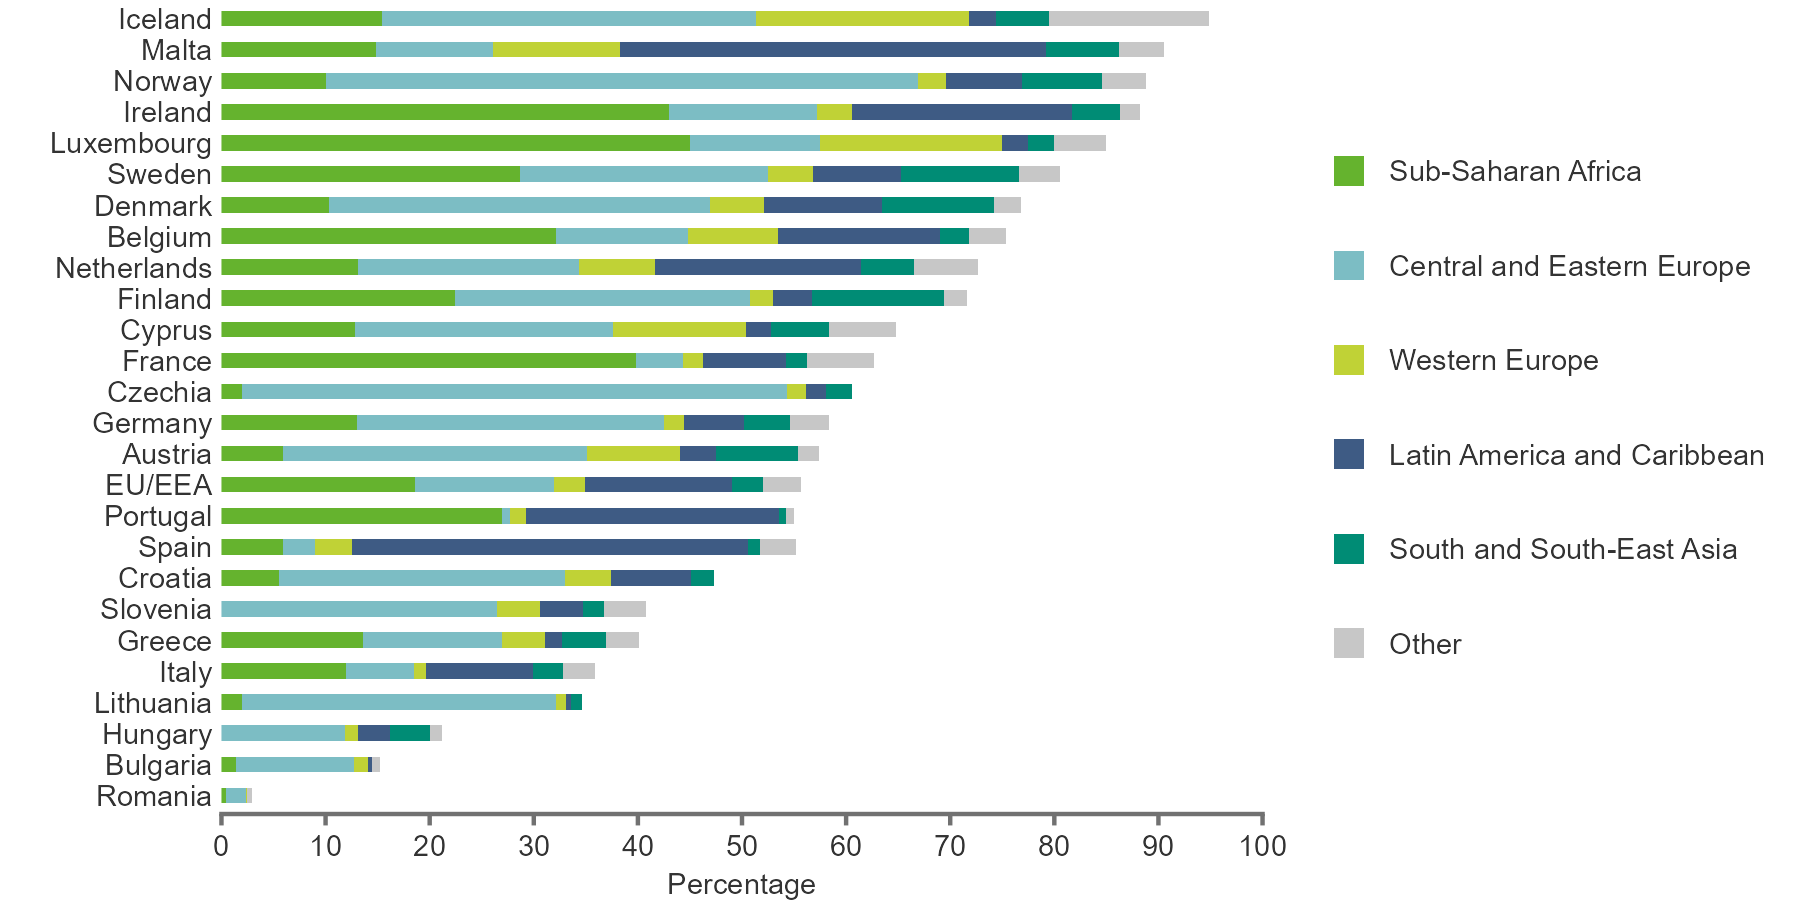 Iceland
Malta
Norway
Ireland
Luxembourg
Sweden
Denmark
Belgium
Netherlands
Finland
Cyprus
France
Czechia
Germany
Austria
EU/EEA
Portugal
Spain
Croatia
Slovenia
Greece
Italy
Lithuania
Hungary
Bulgaria
Romania
0 10 20 30 40 50 60 70 80 90 100
Percentage
Sub-Saharan Africa
Central and Eastern Europe
Western Europe
Latin America and Caribbean
South and South-East Asia
Other